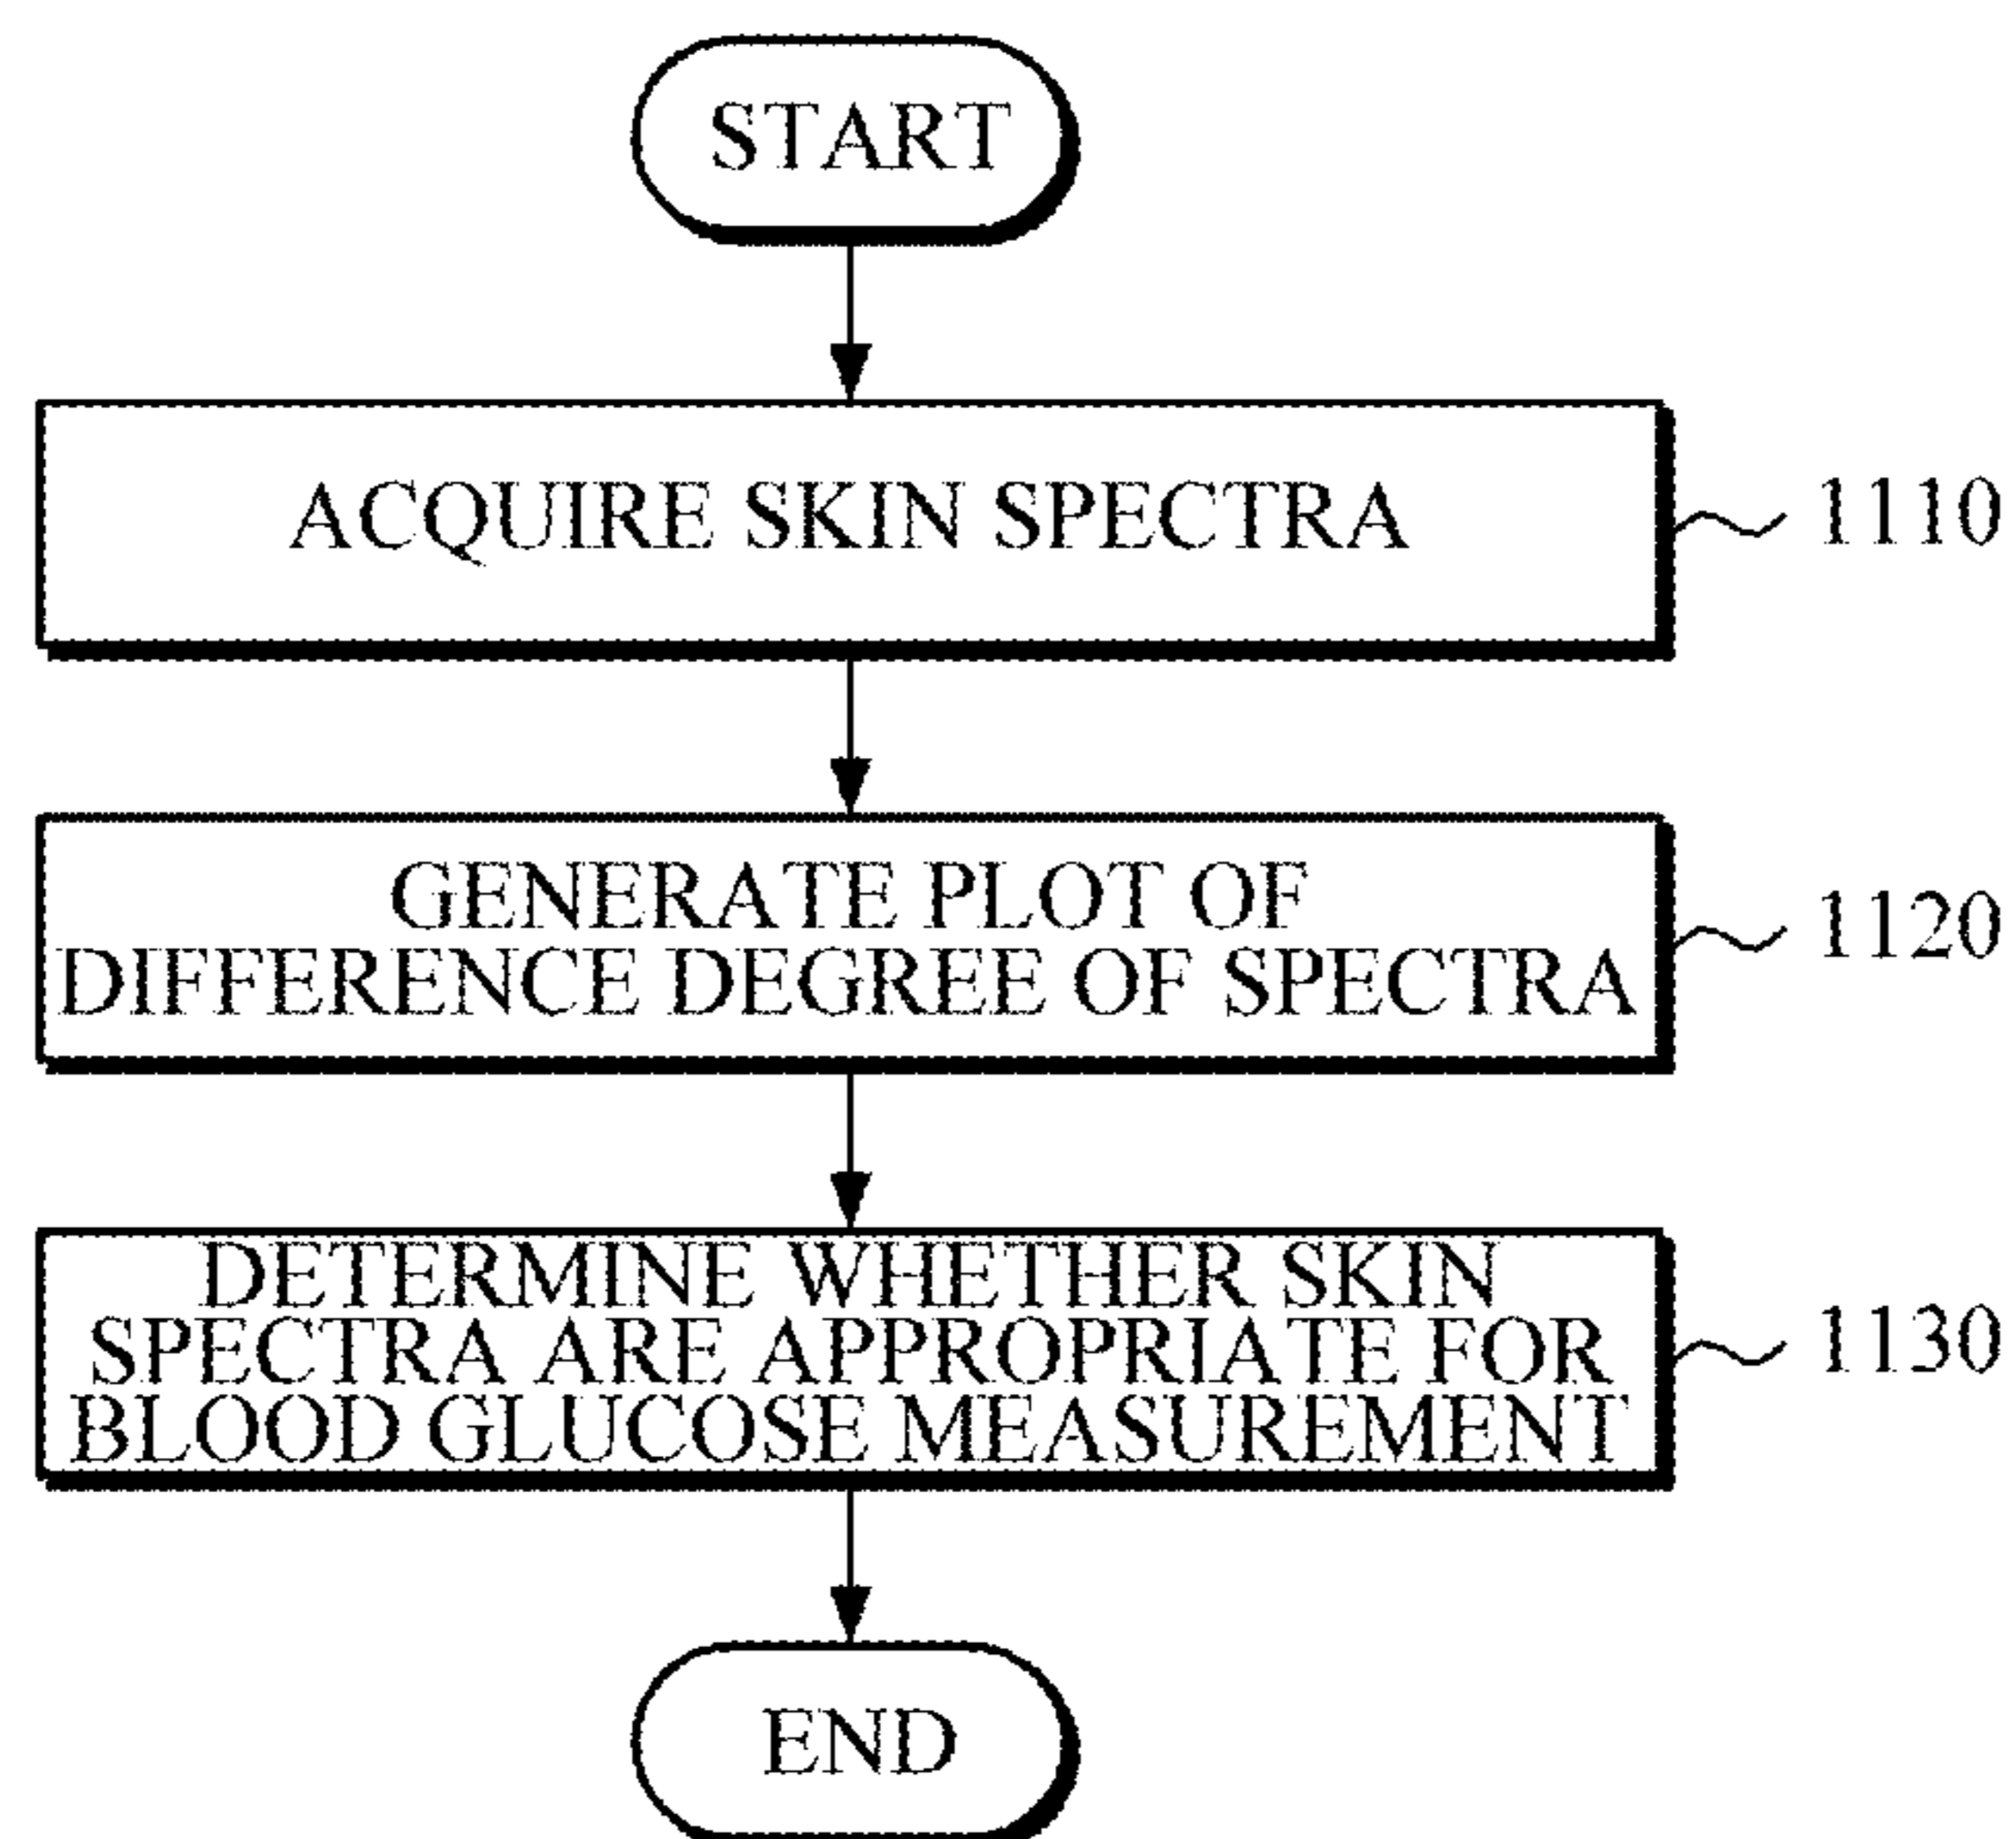 START
ACQUIRE SKIN SPECTRA
1110
GENERATE PLOT OF
DIFFERENCE DEGREE OF SPECTRA
1120
DETERMINE WHETHER SKIN
SPECTRA ARE APPROPRIATE FOR
BLOOD GLUCOSE MEASUREMENT
1130
END